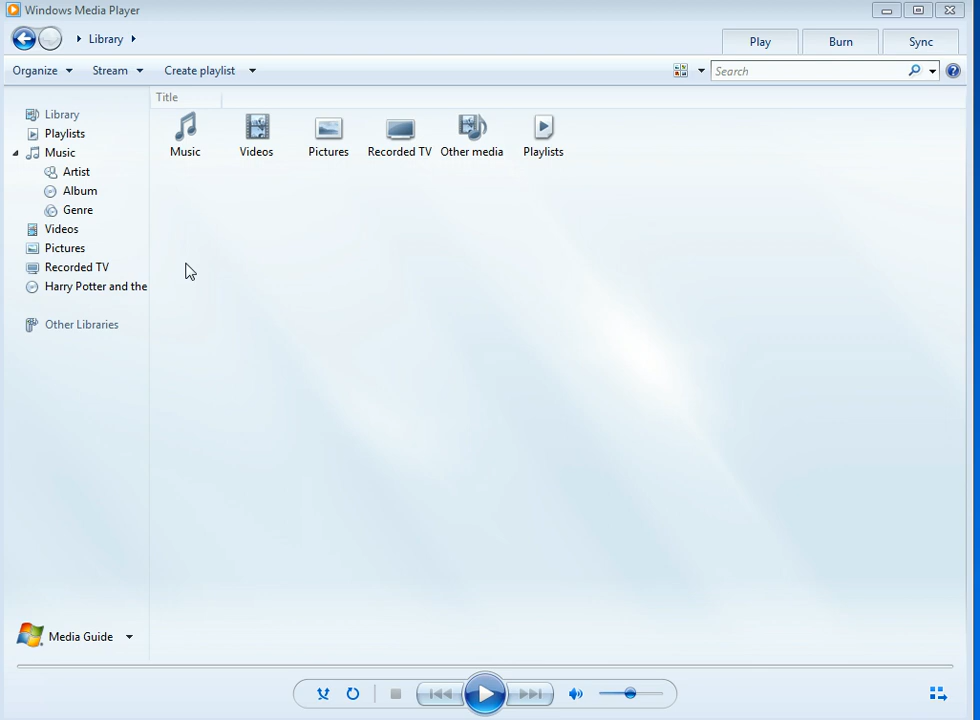 Windows Media Player
Library
Play
Burn
Sync
Organize
Stream
Create playlist
Search
Title
Library
Playlists
Music
Artist
Album
Genre
Videos
Pictures
Recorded TV
Harry Potter and the
Other Libraries
Music
Videos
Pictures
Recorded TV
Other media
Playlists
Media Guide